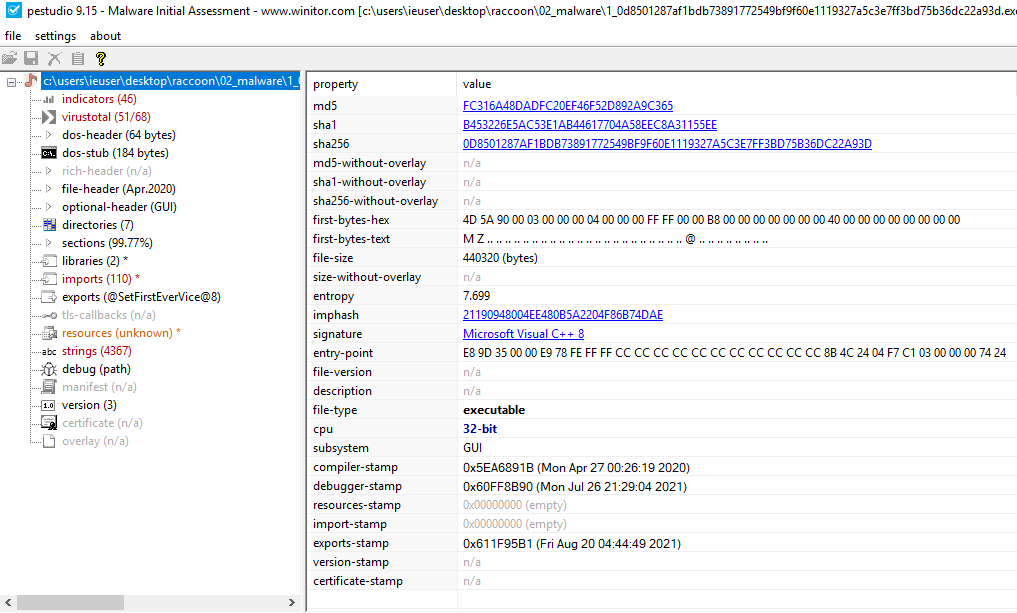 pestudio 9.15 - Malware Initial Assessment - www.winitor.com [c:\users\ieuser\desktop\raccoon\02_malware\1_0d8501287af1bdb73891772549bf9f60e1119327a5c3e7ff3bd75b36dc22a93d.exe
file settings about
c:\users\ieuser\desktop\raccoon\02_malware\1_
indicators (46)
virustotal (51/68)
dos-header (64 bytes)
dos-stub (184 bytes)
rich-header (n/a)
file-header (Apr.2020)
optional-header (GUI)
directories (7)
sections (99.77%)
libraries (2) *
imports (110) *
exports (@SetFirstEverVice@8)
tls-callbacks (n/a)
resources (unknown) *
abc strings (4367)
debug (path)
manifest (n/a)
1.0 version (3)
certificate (n/a)
overlay (n/a)
property value
md5 FC316A48DADFC20EF46F52D892A9C365
sha1 B453226E5AC53E1AB44617704A58EEC8A31155EE
sha256 0D8501287AF1BDB73891772549BF9F60E1119327A5C3E7FF3BD75B36DC22A93D
md5-without-overlay n/a
sha1-without-overlay n/a
sha256-without-overlay n/a
first-bytes-hex 4D 5A 90 00 03 00 00 00 04 00 00 00 FF FF 00 00 B8 00 00 00 00 00 00 00 40 00 00 00 00 00 00 00
first-bytes-text M Z .. .. .. .. .. .. .. .. .. .. .. .. .. .. .. .. .. .. .. .. .. .. @ .. .. .. .. .. .. ..
file-size 440320 (bytes)
size-without-overlay n/a
entropy 7.699
imphash 21190948004EE480B5A2204F86B74DAE
signature Microsoft Visual C++ 8
entry-point E8 9D 35 00 00 E9 78 FE FF FF CC CC CC CC CC CC CC CC CC CC CC CC 8B 4C 24 04 F7 C1 03 00 00 00 74 24
file-version n/a
description n/a
file-type executable
cpu 32-bit
subsystem GUI
compiler-stamp 0x5EA6891B (Mon Apr 27 00:26:19 2020)
debugger-stamp 0x60FF8B90 (Mon Jul 26 21:29:04 2021)
resources-stamp 0x00000000 (empty)
import-stamp 0x00000000 (empty)
exports-stamp 0x611F95B1 (Fri Aug 20 04:44:49 2021)
version-stamp n/a
certificate-stamp n/a